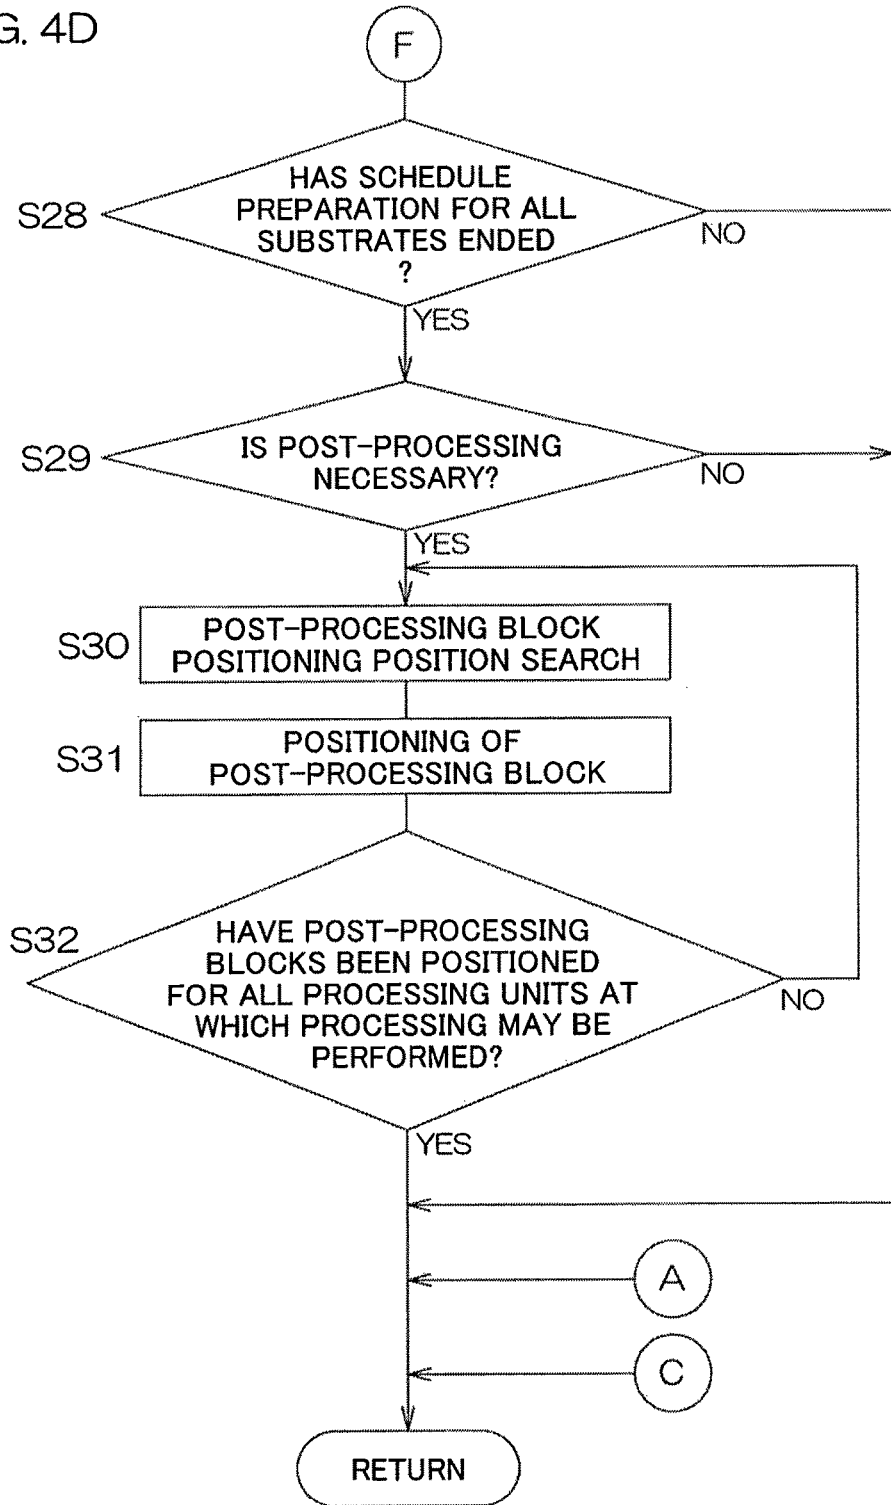 G. 4D
F
HAS SCHEDULE
PREPARATION FOR ALL
SUBSTRATES ENDED
?
S28
NO
YES
IS POST-PROCESSING
NECESSARY?
S29
NO
YES
S30
POST-PROCESSING BLOCK
POSITIONING POSITION SEARCH
S31
POSITIONING OF
POST-PROCESSING BLOCK
S32
HAVE POST-PROCESSING
BLOCKS BEEN POSITIONED
FOR ALL PROCESSING UNITS AT
WHICH PROCESSING MAY BE
PERFORMED?
NO
YES
A
C
RETURN